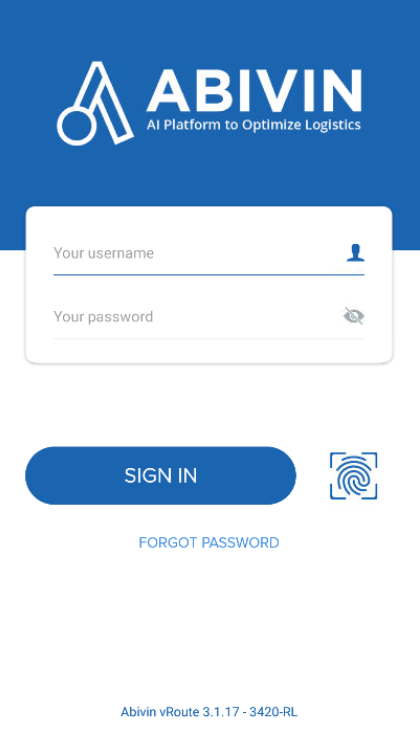 ABIVIN
AI Platform to Optimize Logistics
Your username
Your password
SIGN IN
FORGOT PASSWORD
Abivin vRoute 3.1.17 - 3420-RL